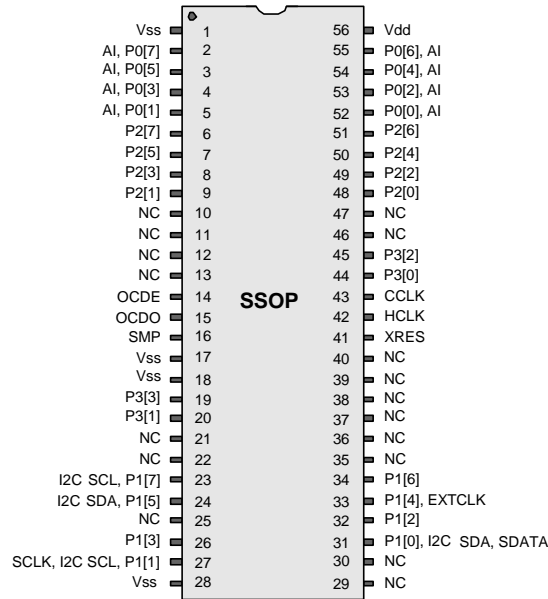 Vss 1 56 Vdd
AI, P0[7] 2 55 P0[6], AI
AI, P0[5] 3 54 P0[4], AI
AI, P0[3] 4 53 P0[2], AI
AI, P0[1] 5 52 P0[0], AI
P2[7] 6 51 P2[6]
P2[5] 7 50 P2[4]
P2[3] 8 49 P2[2]
P2[1] 9 48 P2[0]
NC 10 47 NC
NC 11 46 NC
NC 12 45 P3[2]
NC 13 44 P3[0]
OCDE 14 SSOP 43 CCLK
OCDO 15 42 HCLK
SMP 16 41 XRES
Vss 17 40 NC
Vss 18 39 NC
P3[3] 19 38 NC
P3[1] 20 37 NC
NC 21 36 NC
NC 22 35 NC
I2C SCL, P1[7] 23 34 P1[6]
I2C SDA, P1[5] 24 33 P1[4], EXTCLK
NC 25 32 P1[2]
P1[3] 26 31 P1[0], I2C SDA, SDATA
SCLK, I2C SCL, P1[1] 27 30 NC
Vss 28 29 NC